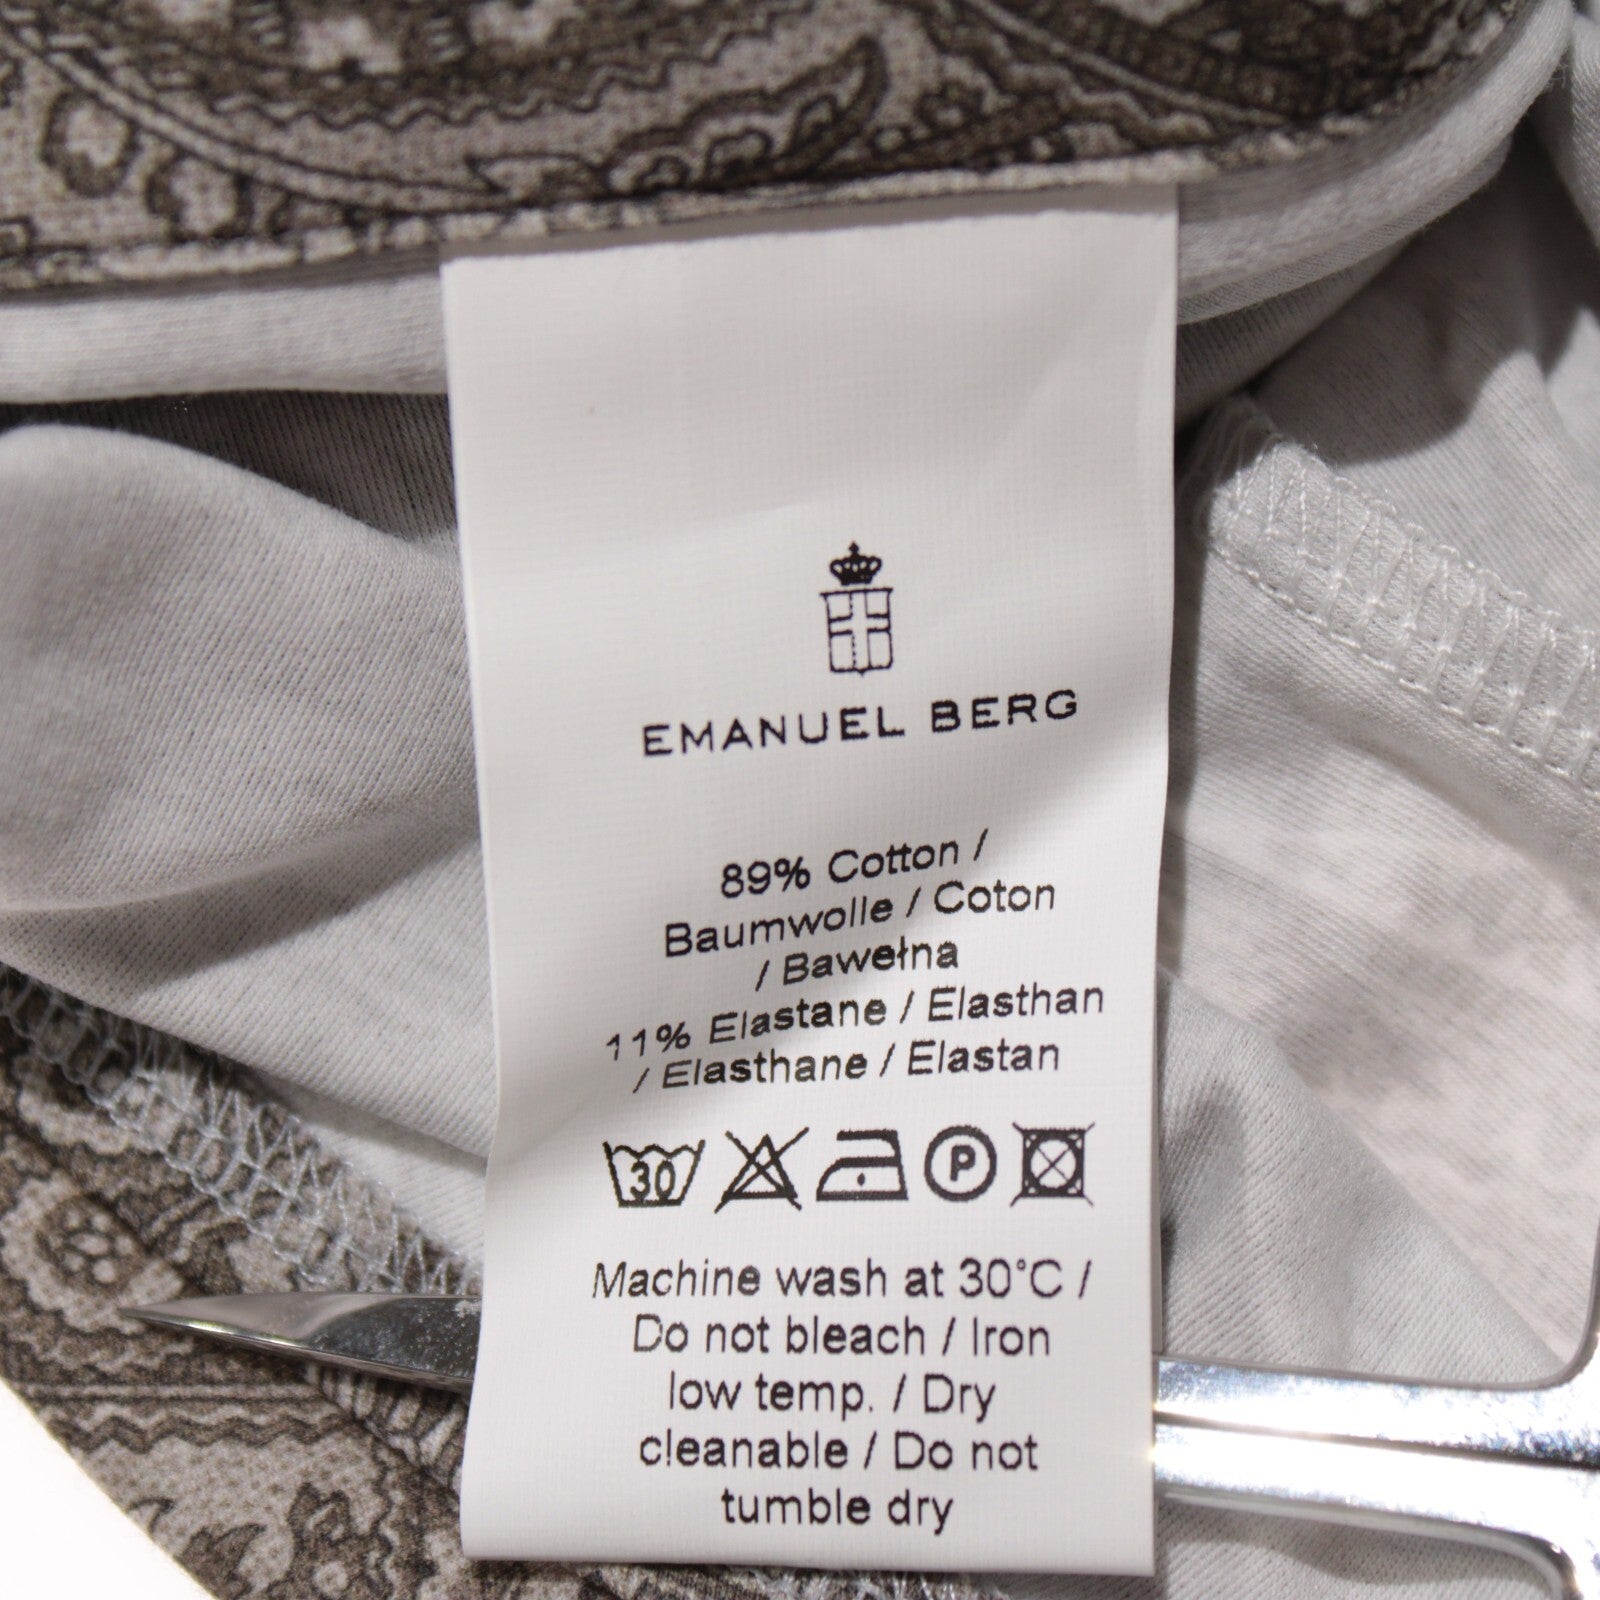 EMANUEL BERG
89% Cotton /
Baumwolle / Coton
/ Bawełna
11% Elastane / Elasthan
/ Elasthane / Elastan
30 P
Machine wash at 30°C /
Do not bleach / Iron
low temp. / Dry
cleanable / Do not
tumble dry